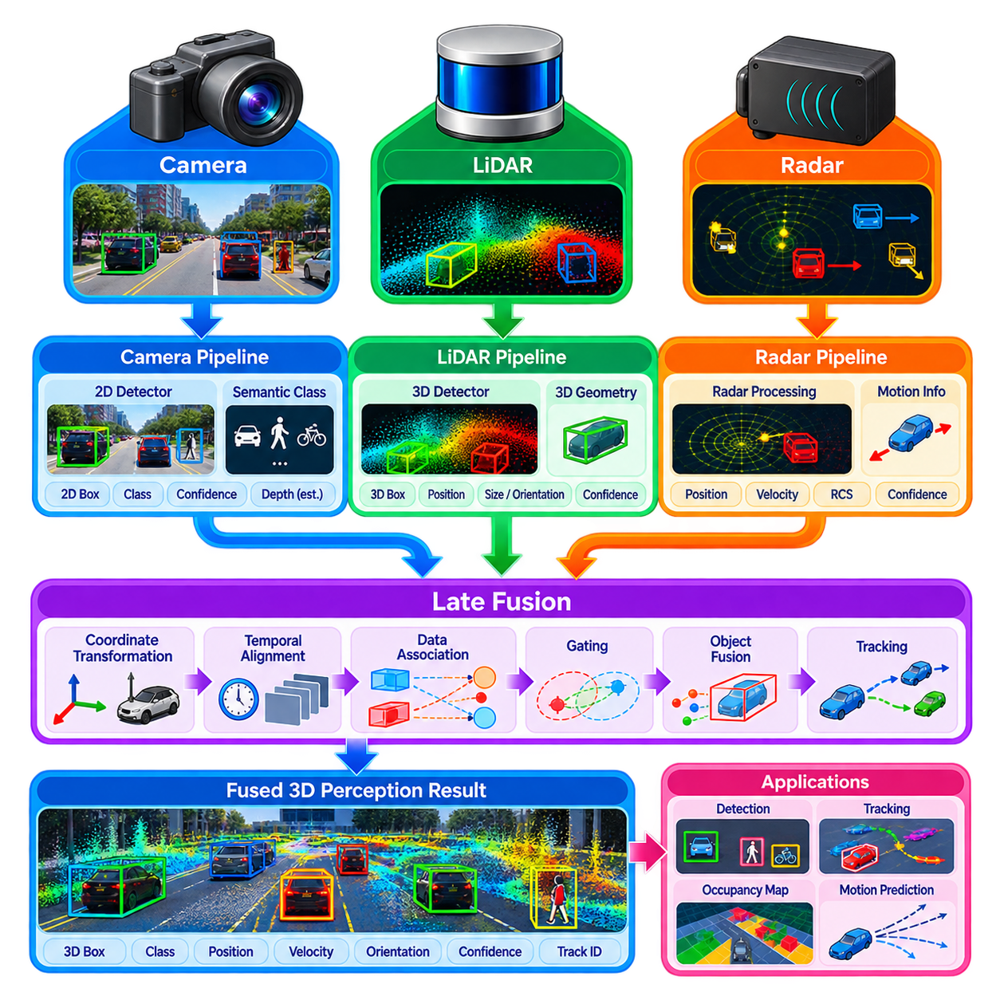 Camera
LiDAR
Radar
Camera Pipeline
2D Detector
Semantic Class
...
2D Box
Class
Confidence
Depth (est.)
LiDAR Pipeline
3D Detector
3D Geometry
3D Box
Position
Size / Orientation
Confidence
Radar Pipeline
Radar Processing
Motion Info
Position
Velocity
RCS
Confidence
Late Fusion
Coordinate
Transformation
Temporal
Alignment
Data
Association
Gating
Object
Fusion
Tracking
Fused 3D Perception Result
3D Box
Class
Position
Velocity
Orientation
Confidence
Track ID
Applications
Detection
Tracking
Occupancy Map
Motion Prediction